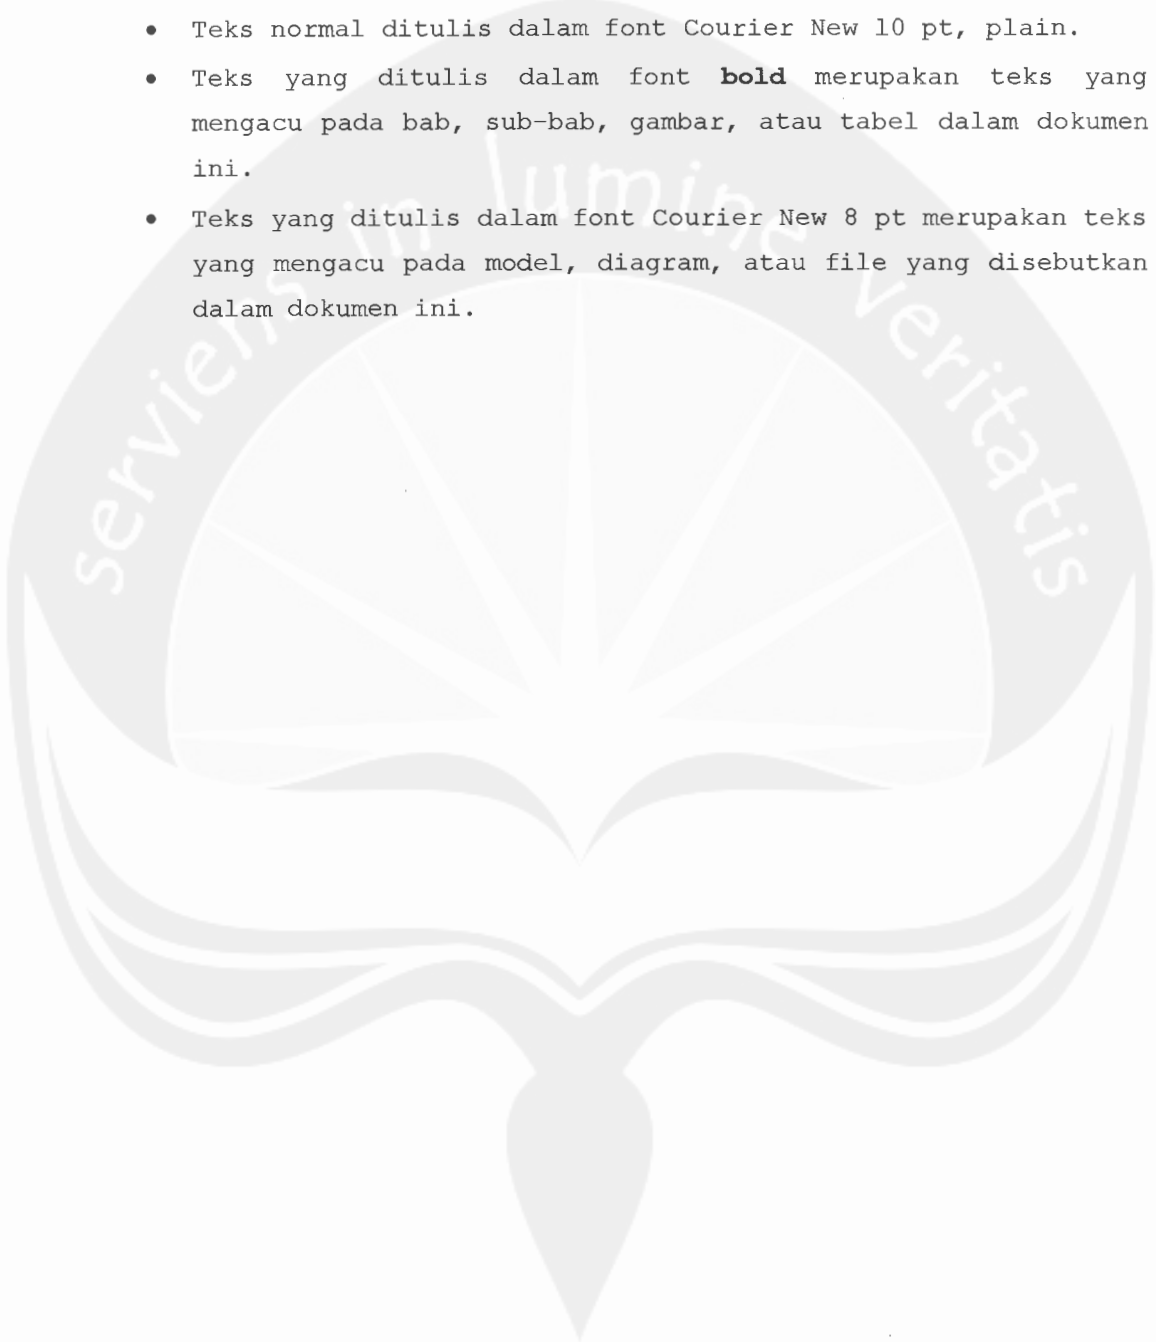 • Teks normal ditulis dalam font Courier New 10 pt, plain.
• Teks yang ditulis dalam font bold merupakan teks yang
mengacu pada bab, sub-bab, gambar, atau tabel dalam dokumen
ini.
• Teks yang ditulis dalam font Courier New 8 pt merupakan teks
yang mengacu pada model, diagram, atau file yang disebutkan
dalam dokumen ini.
serviens in lumine veritatis